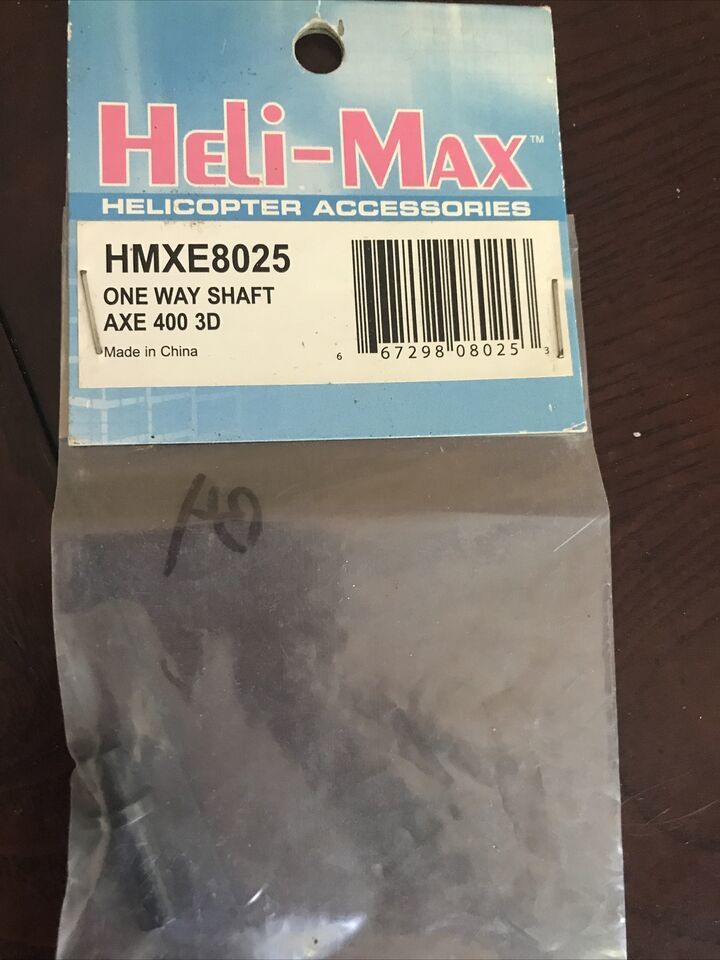 HELI-MAX™
HELICOPTER ACCESSORIES
HMXE8025
ONE WAY SHAFT
AXE 400 3D
Made in China
6 67298 08025 3